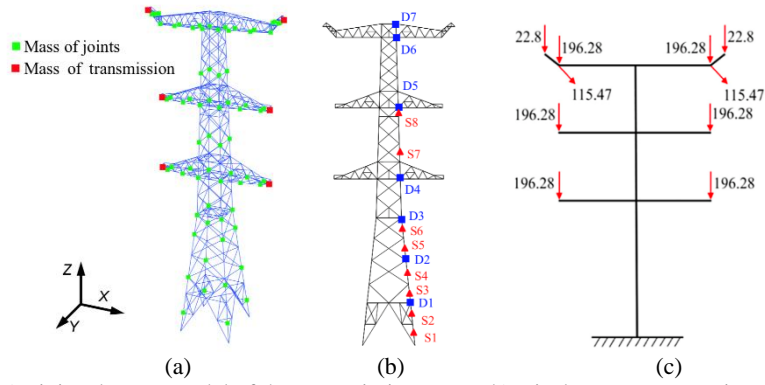 Mass of joints
Mass of transmission
Z
X
Y
(a)
D7
D6
D5
S8
S7
D4
D3
S6
S5
D2
S4
S3
D1
S2
S1
(b)
22.8
196.28
196.28
22.8
115.47
115.47
196.28
196.28
196.28
196.28
(c)